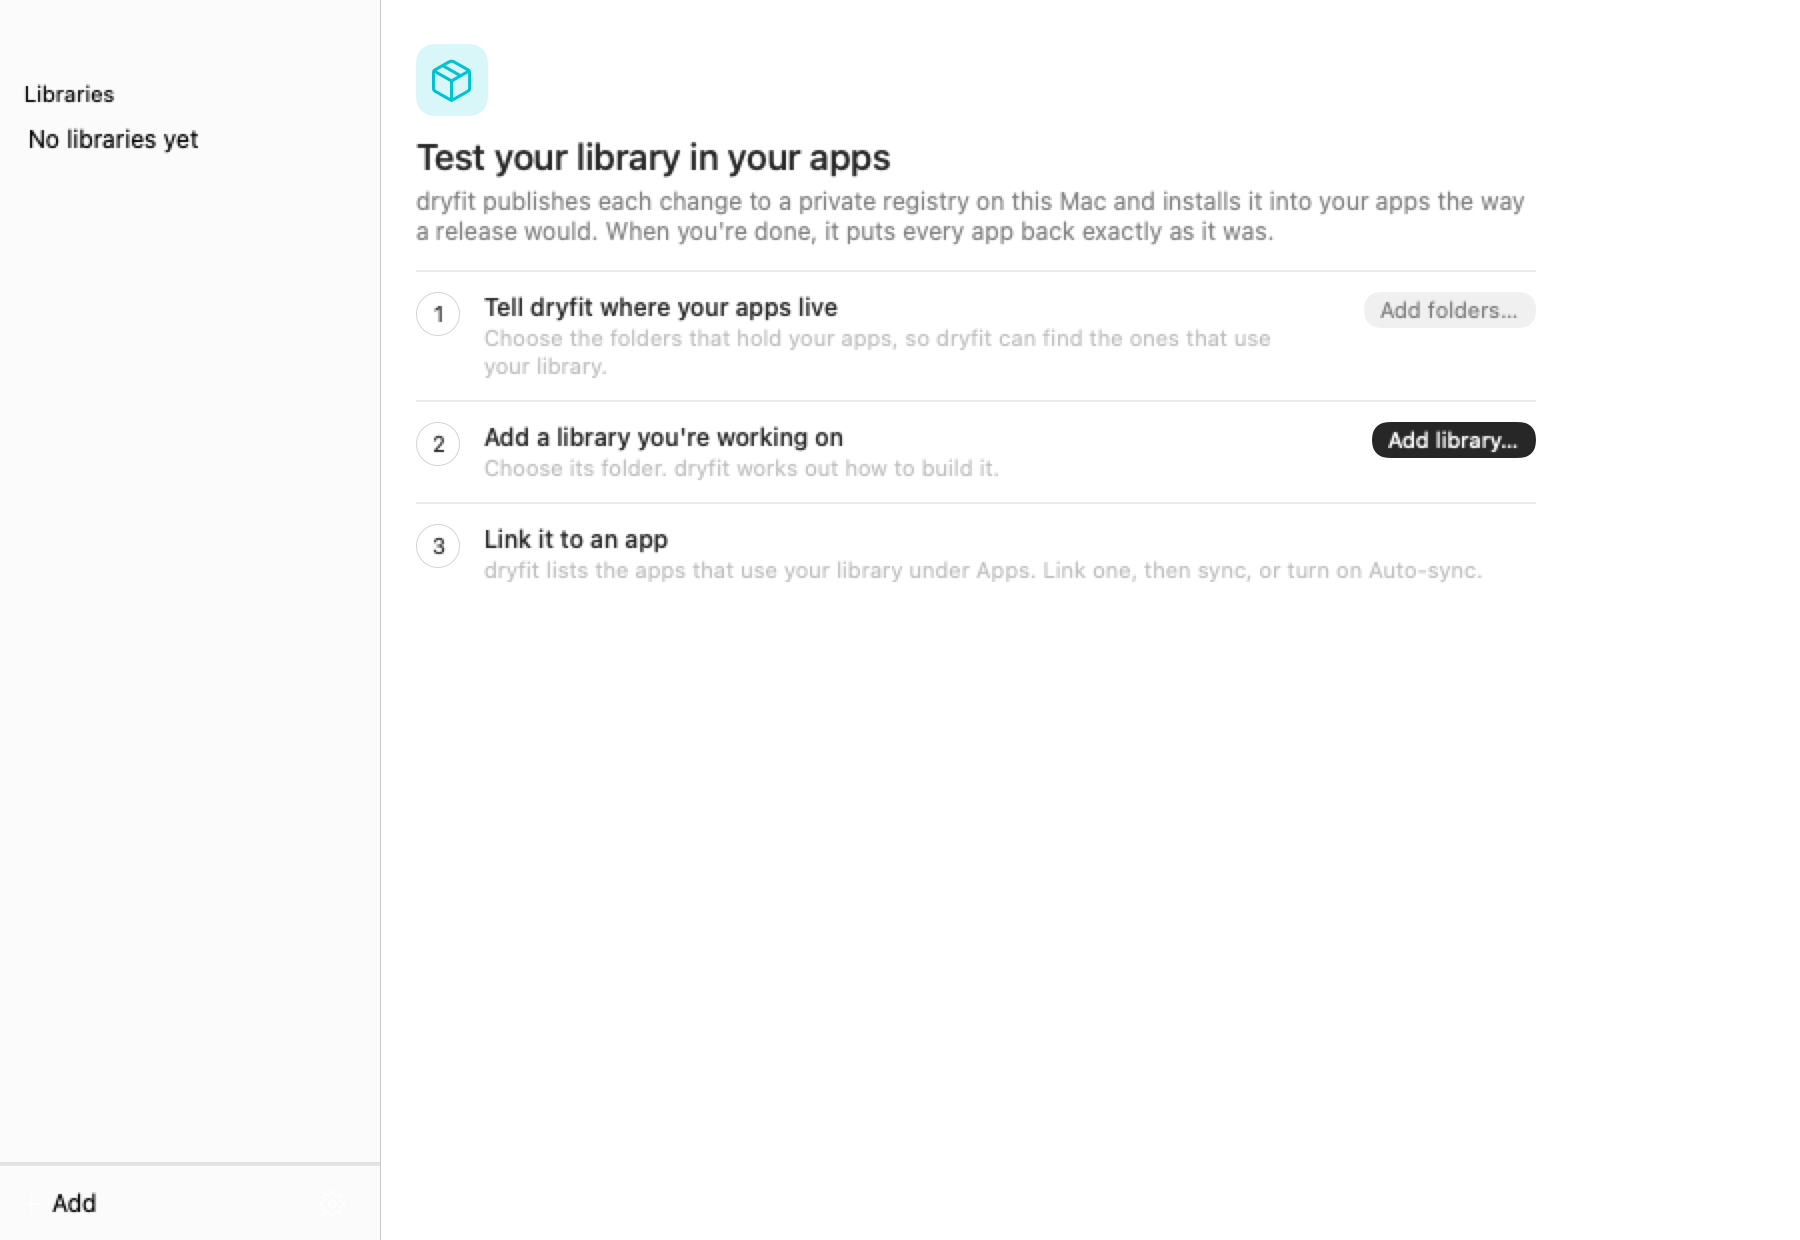 Libraries
No libraries yet
Add
Test your library in your apps
dryfit publishes each change to a private registry on this Mac and installs it into your apps the way
a release would. When you're done, it puts every app back exactly as it was.
1
Tell dryfit where your apps live
Add folders...
Choose the folders that hold your apps, so dryfit can find the ones that use
your library.
2
Add a library you're working on
Add library...
Choose its folder. dryfit works out how to build it.
3
Link it to an app
dryfit lists the apps that use your library under Apps. Link one, then sync, or turn on Auto-sync.